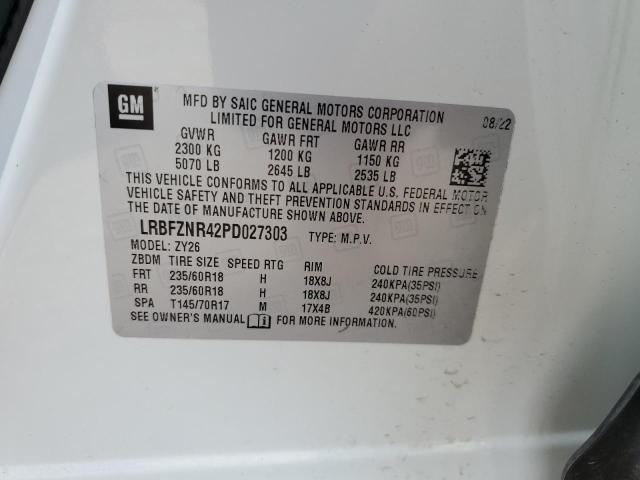 GM
MFD BY SAIC GENERAL MOTORS CORPORATION
LIMITED FOR GENERAL MOTORS LLC
08/22
GVWR GAWR FRT GAWR RR
2300 KG 1200 KG 1150 KG
5070 LB 2645 LB 2535 LB
THIS VEHICLE CONFORMS TO ALL APPLICABLE U.S. FEDERAL MOTOR
VEHICLE SAFETY AND THEFT PREVENTION STANDARDS IN EFFECT ON
THE DATE OF MANUFACTURE SHOWN ABOVE.
LRBFZNR42PD027303 TYPE: M.P.V.
MODEL: ZY26
ZBDM TIRE SIZE SPEED RTG RIM COLD TIRE PRESSURE
FRT 235/60R18 H 18X8J 240KPA(35PSI)
RR 235/60R18 H 18X8J 240KPA(35PSI)
SPA T145/70R17 M 17X4B 420KPA(60PSI)
SEE OWNER'S MANUAL FOR MORE INFORMATION.